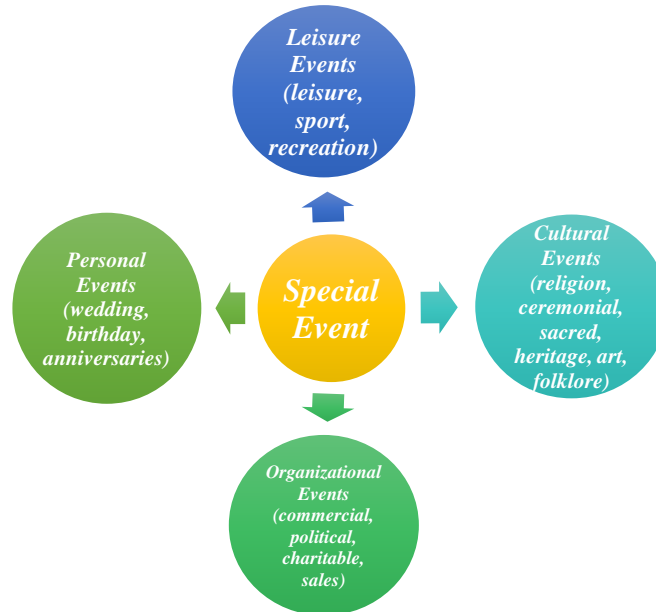 Leisure
Events
(leisure,
sport,
recreation)
Personal
Events
(wedding,
birthday,
anniversaries)
Special
Event
Cultural
Events
(religion,
ceremonial,
sacred,
heritage, art,
folklore)
Organizational
Events
(commercial,
political,
charitable,
sales)